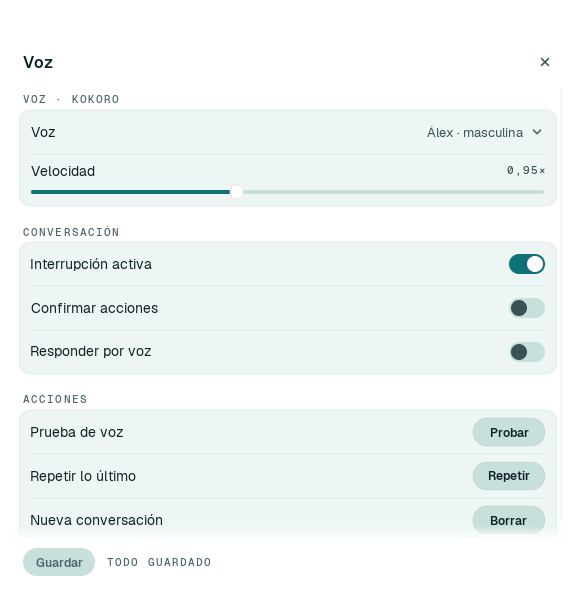 Voz
×
VOZ · KOKORO
Voz
Álex · masculina
Velocidad
0,95×
CONVERSACIÓN
Interrupción activa
Confirmar acciones
Responder por voz
ACCIONES
Prueba de voz
Probar
Repetir lo último
Repetir
Nueva conversación
Borrar
Guardar
TODO GUARDADO